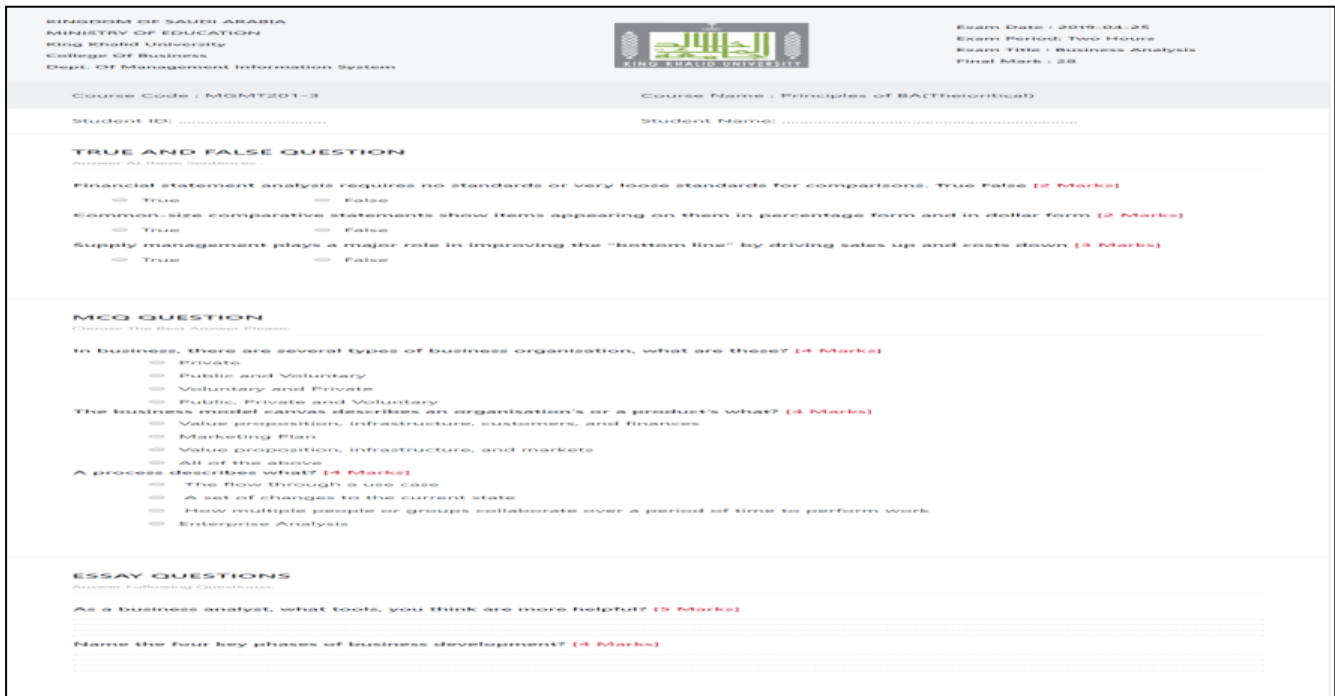 KINGDOM OF SAUDI ARABIA
MINISTRY OF EDUCATION
King Khalid University
College Of Business
Dept. Of Management Information System
KING KHALID UNIVERSITY
Exam Date : 2019-04-25
Exam Period: Two Hours
Exam Title : Business Analysis
Final Mark : 28
Course Code : MGMT201-3
Course Name : Principles of BA(Theioritical)
Student ID: ..............................
Student Name: ..............................................................
TRUE AND FALSE QUESTION
Answer At these Sentences :
Financial statement analysis requires no standards or very loose standards for comparisons. True False [2 Marks]
True False
Common-size comparative statements show items appearing on them in percentage form and in dollar form [2 Marks]
True False
Supply management plays a major role in improving the "bottom line" by driving sales up and costs down [3 Marks]
True False
MCQ QUESTION
Choose The Best Answer Please:
In business, there are several types of business organisation, what are these? [4 Marks]
Private
Public and Voluntary
Voluntary and Private
Public, Private and Voluntary
The business model canvas describes an organisation's or a product's what? [4 Marks]
Value proposition, infrastructure, customers, and finances
Marketing Plan
Value proposition, infrastructure, and markets
All of the above
A process describes what? [4 Marks]
The flow through a use case
A set of changes to the current state
How multiple people or groups collaborate over a period of time to perform work
Enterprise Analysis
ESSAY QUESTIONS
Answer Following Questions:
As a business analyst, what tools, you think are more helpful? [5 Marks]
Name the four key phases of business development? [4 Marks]